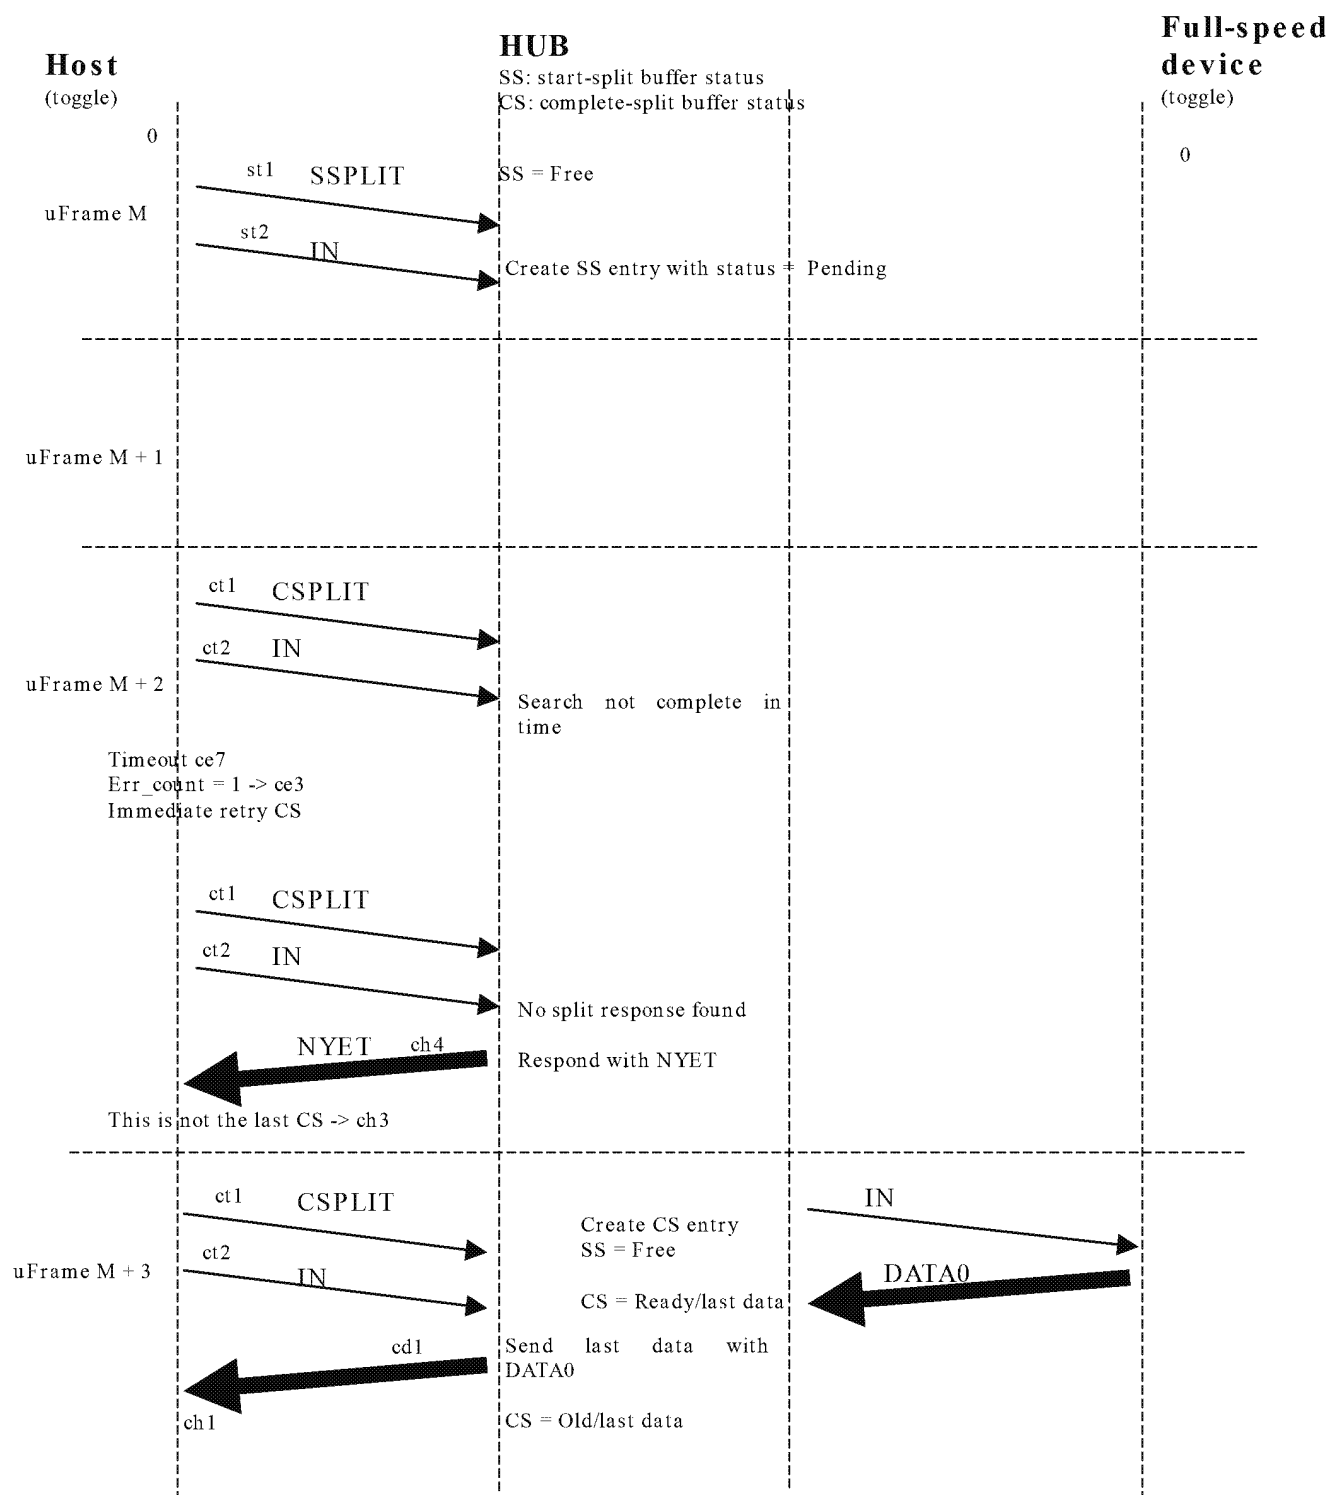 Host
(toggle)
0
HUB
SS: start-split buffer status
CS: complete-split buffer status
Full-speed
device
(toggle)
0
st1 SSPLIT
SS = Free
uFrame M
st2 IN
Create SS entry with status = Pending
uFrame M + 1
ct1 CSPLIT
ct2 IN
uFrame M + 2
Search not complete in
time
Timeout ce7
Err_count = 1 -> ce3
Immediate retry CS
ct1 CSPLIT
ct2 IN
No split response found
NYET ch4
Respond with NYET
This is not the last CS -> ch3
ct1 CSPLIT
IN
Create CS entry
SS = Free
ct2 IN
uFrame M + 3
DATA0
CS = Ready/last data
cd1
Send last data with
DATA0
ch1
CS = Old/last data